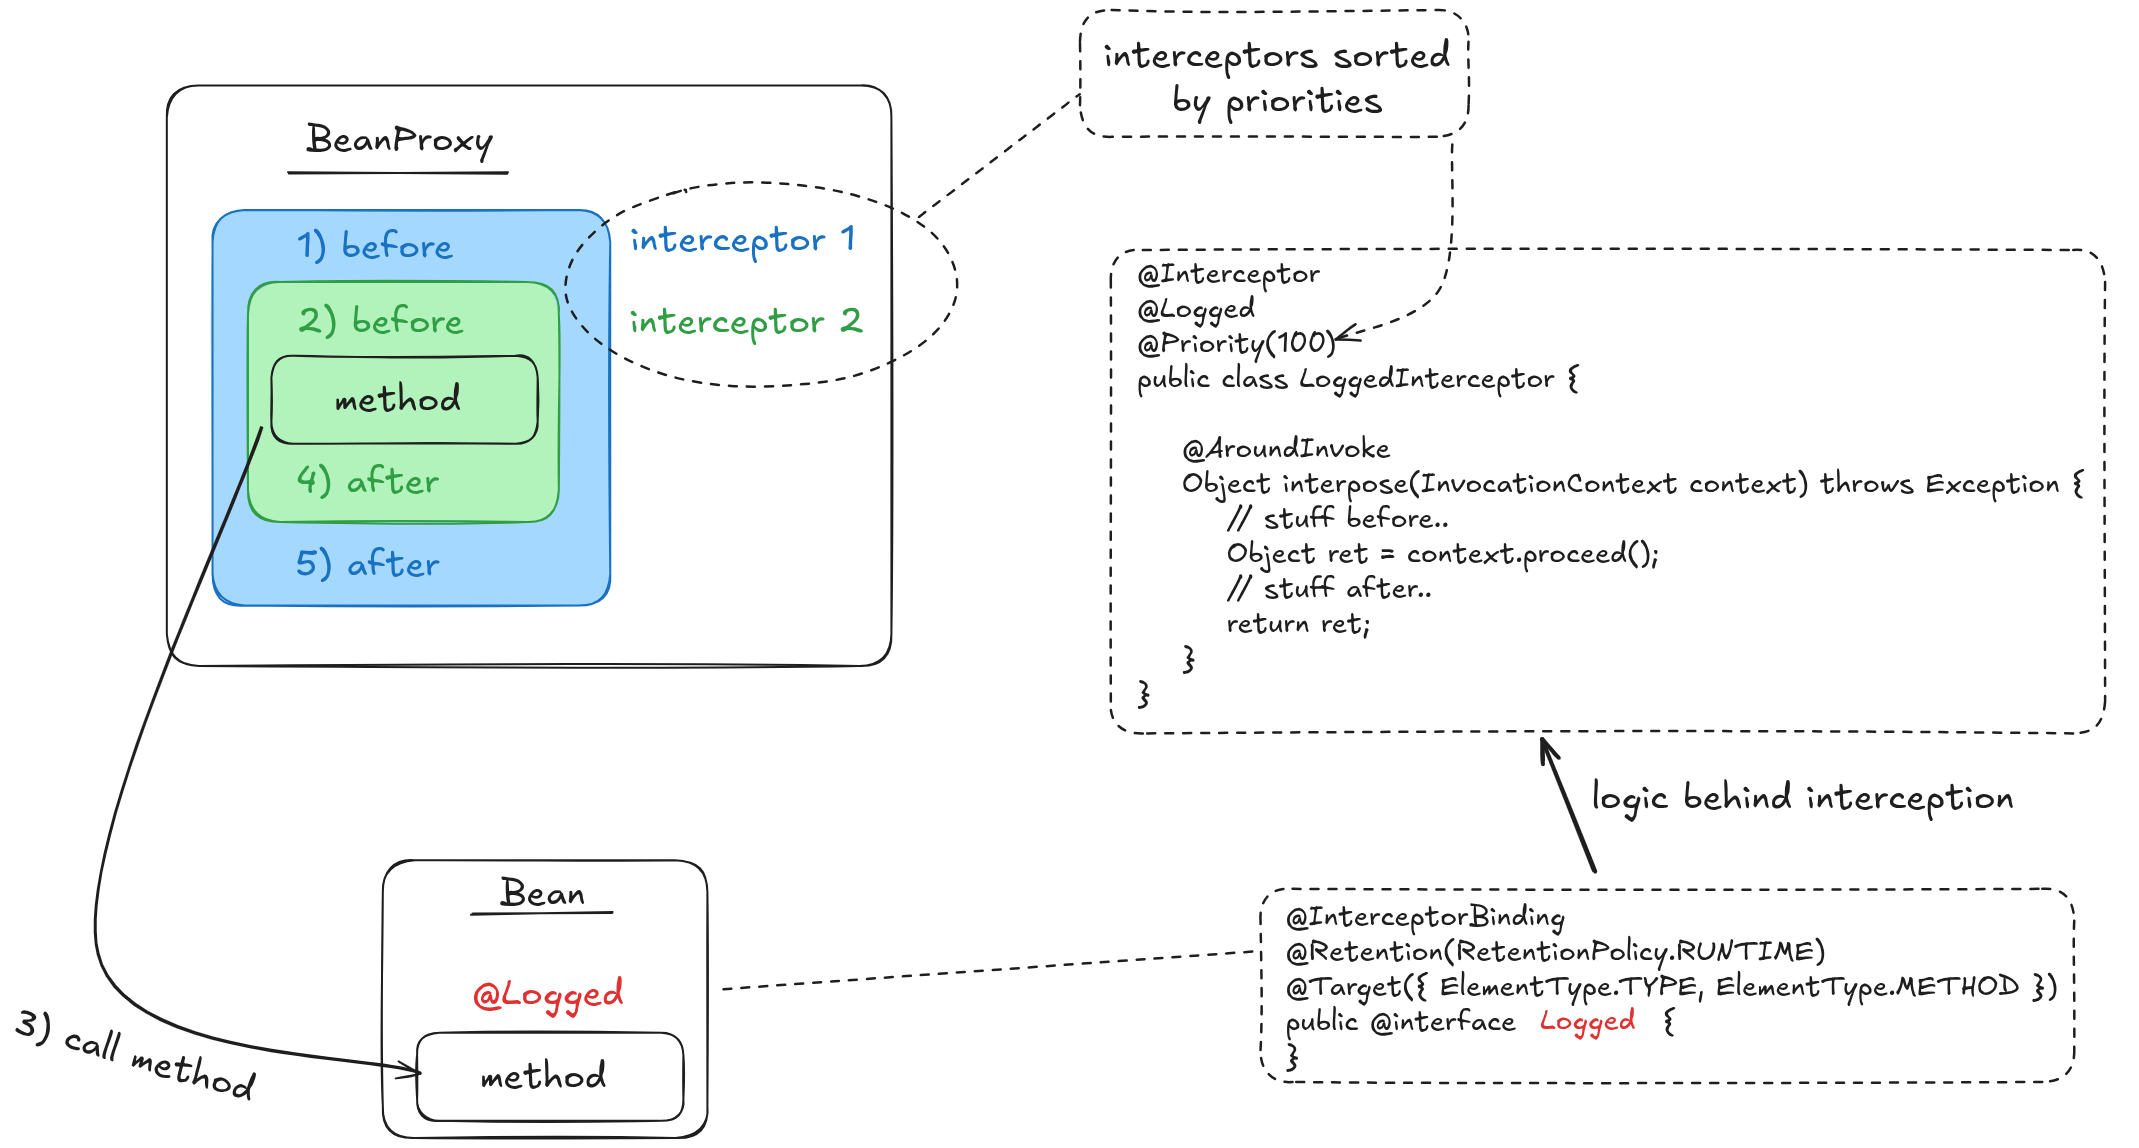 interceptors sorted
by priorities
BeanProxy
1) before
interceptor 1
2) before
interceptor 2
method
4) after
5) after
@Interceptor
@Logged
@Priority(100)
public class LoggedInterceptor {
@AroundInvoke
Object interpose(InvocationContext context) throws Exception {
// stuff before..
Object ret = context.proceed();
// stuff after..
return ret;
}
}
logic behind interception
Bean
@Logged
method
3) call method
@InterceptorBinding
@Retention(RetentionPolicy.RUNTIME)
@Target({ ElementType.TYPE, ElementType.METHOD })
public @interface Logged {
}